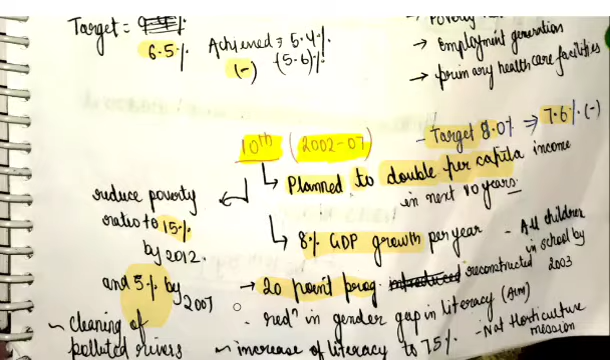 Target = 6.5%
Achieved = 5.4%
(-) (5.6)%
→ Poverty
→ employment generation
→ primary health care facilities
10th (2002-07)
- Target 8.0% ⇒ 7.6% (-)
↳ Planned to double per capita income
in next 10 years
reduce poverty
ratio to 15%
by 2012.
and 5% by
2007
↳ 8% GDP growth per year
- All children
in school by
2003
→ 20 point prog. introduced reconstructed
- redⁿ in gender gap in literacy (Aim)
~ cleaning of
polluted rivers
~ increase of literacy to 75%
- Nat Horticulture
mission